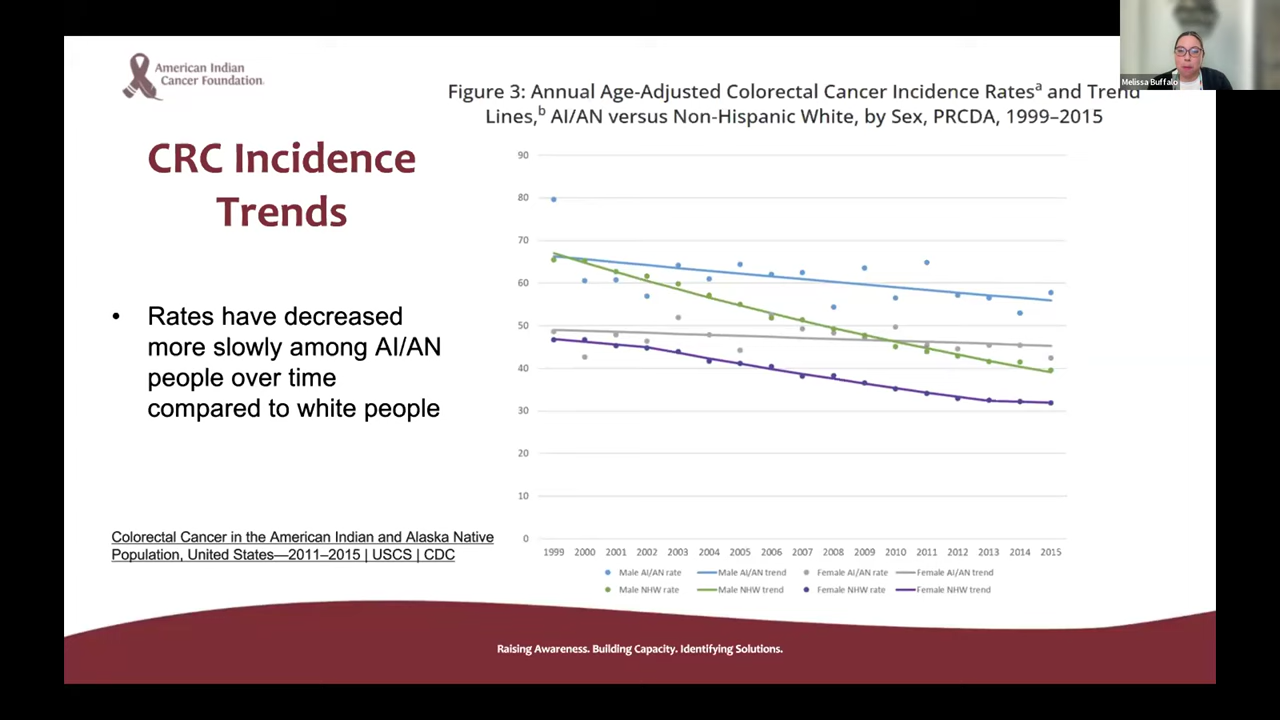 American Indian
Cancer Foundation.
Melissa Buffalo
Figure 3: Annual Age-Adjusted Colorectal Cancer Incidence Ratesᵃ and Trend
Lines,ᵇ AI/AN versus Non-Hispanic White, by Sex, PRCDA, 1999–2015
CRC Incidence
Trends
• Rates have decreased
more slowly among AI/AN
people over time
compared to white people
Colorectal Cancer in the American Indian and Alaska Native
Population, United States—2011–2015 | USCS | CDC
90
80
70
60
50
40
30
20
10
0
1999 2000 2001 2002 2003 2004 2005 2006 2007 2008 2009 2010 2011 2012 2013 2014 2015
Male AI/AN rate Male AI/AN trend Female AI/AN rate Female AI/AN trend
Male NHW rate Male NHW trend Female NHW rate Female NHW trend
Raising Awareness. Building Capacity. Identifying Solutions.